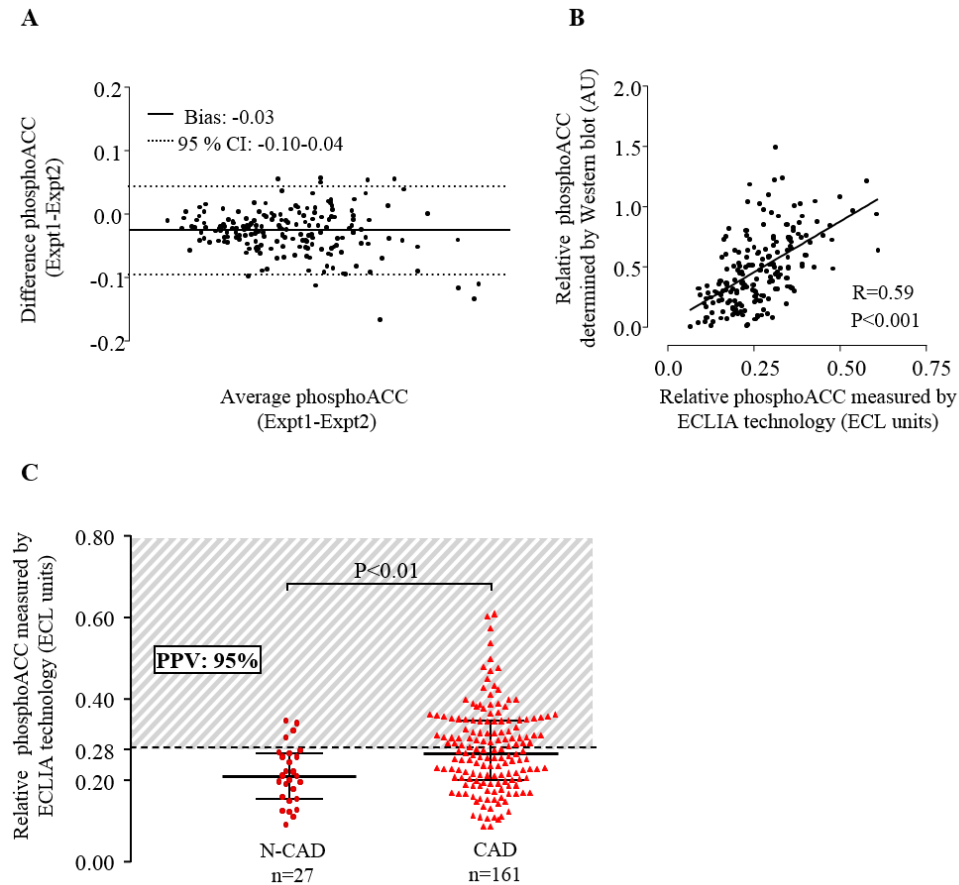 A
Difference phosphoACC
(Expt1-Expt2)
0.2
0.1
0.0
-0.1
-0.2
Bias: -0.03
95 % CI: -0.10-0.04
Average phosphoACC
(Expt1-Expt2)
B
Relative phosphoACC
determined by Western blot (AU)
2.0
1.5
1.0
0.5
0.0
R=0.59
P<0.001
0.0 0.25 0.50 0.75
Relative phosphoACC measured by
ECLIA technology (ECL units)
C
Relative phosphoACC measured by
ECLIA technology (ECL units)
0.80
0.60
0.40
0.28
0.20
0.00
P<0.01
PPV: 95%
N-CAD CAD
n=27 n=161